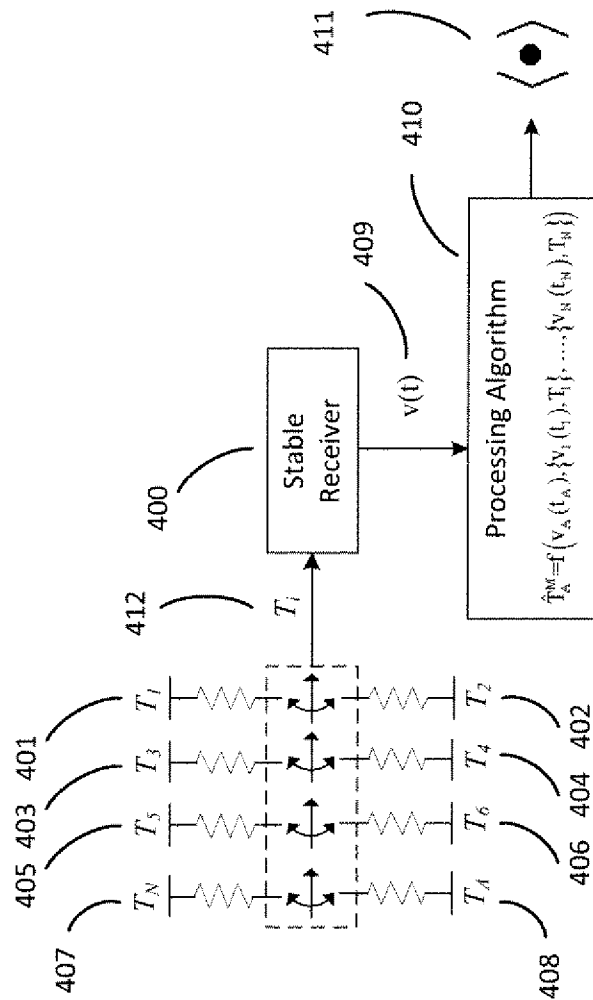 405 403 401
407
T_N T_5 T_3 T_1
412
400
T_i
Stable
Receiver
T_A T_6 T_4 T_2
408 406 404 402
409
411
v(t)
410
Processing Algorithm
T̂_A^M=f(v_A(t_A),{v_1(t_1),T_1},...,{v_N(t_N),T_N})